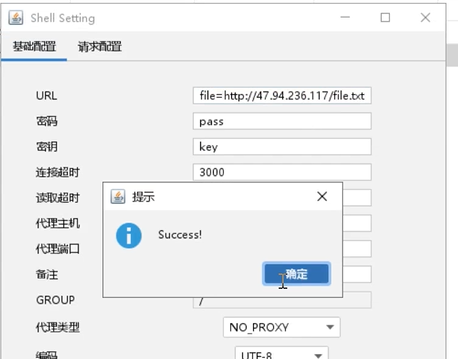 Shell Setting
基础配置 请求配置
URL file=http://47.94.236.117/file.txt
密码 pass
密钥 key
连接超时 3000
读取超时
提示
代理主机
Success!
代理端口
备注
确定
GROUP /
代理类型 NO_PROXY
编码 UTF-8